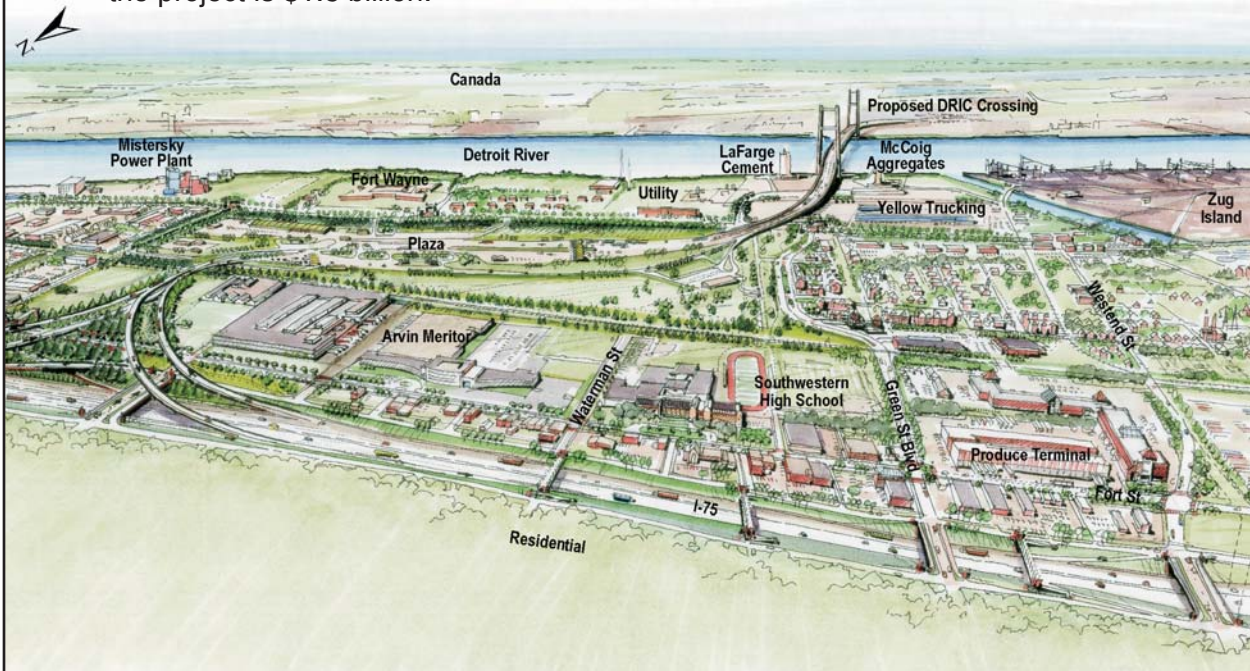 the project is $1.8 billion.
N
Canada
Proposed DRIC Crossing
Mistersky
Power Plant
Detroit River
LaFarge
Cement
McCoig
Aggregates
Fort Wayne
Utility
Yellow Trucking
Zug
Island
Plaza
Westend St
Arvin Meritor
Waterman St
Southwestern
High School
Green St Blvd
Produce Terminal
Fort St
I-75
Residential